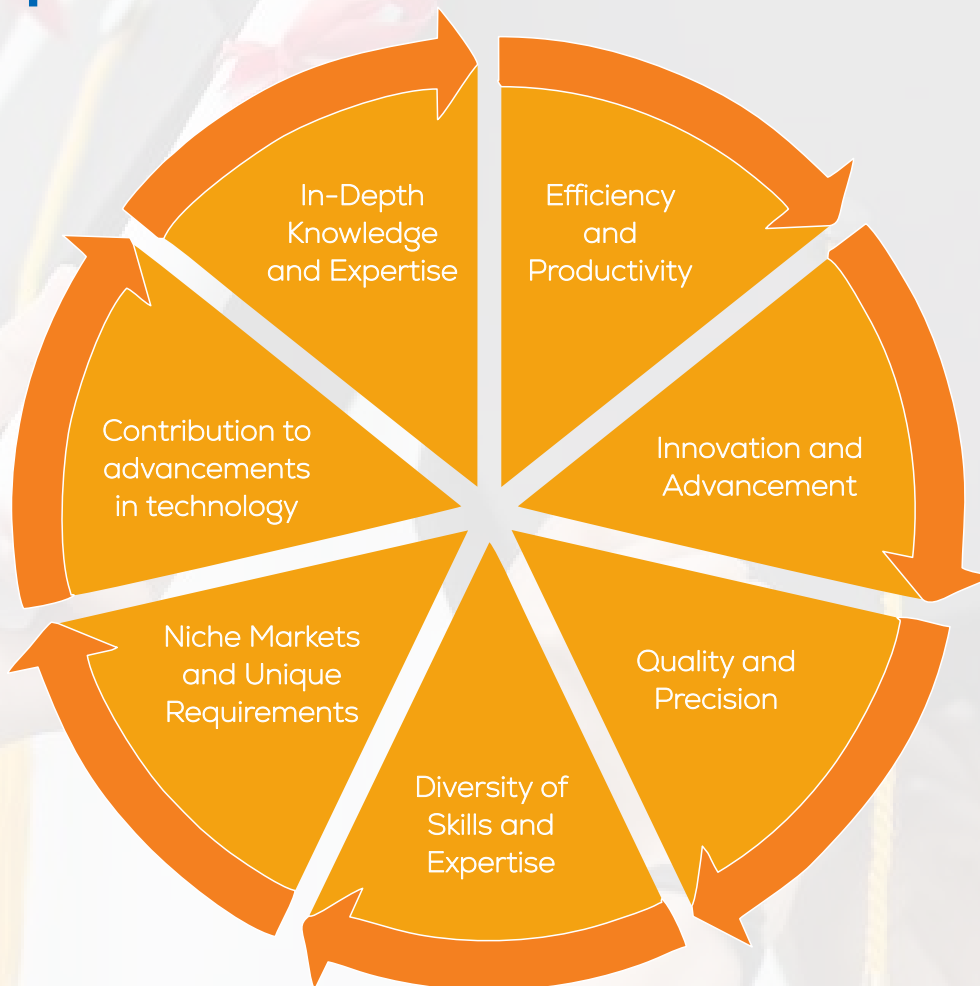 In-Depth
Knowledge
and Expertise
Efficiency
and
Productivity
Innovation and
Advancement
Quality and
Precision
Diversity of
Skills and
Expertise
Niche Markets
and Unique
Requirements
Contribution to
advancements
in technology